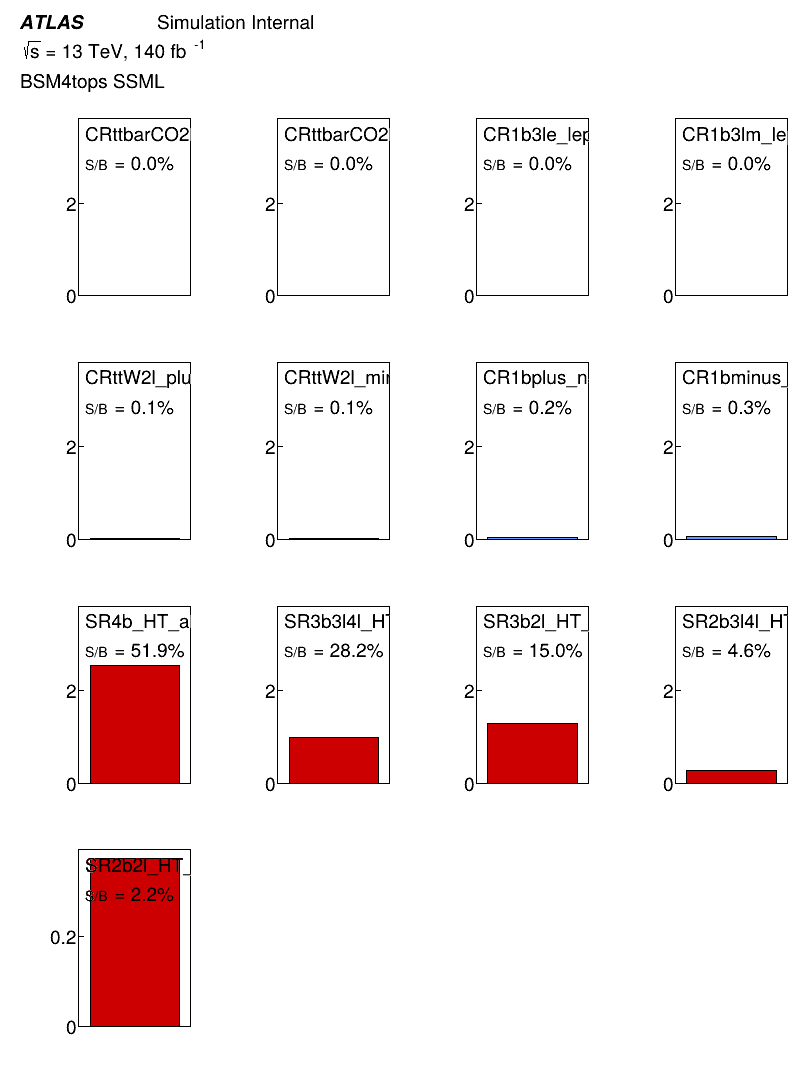 ATLAS Simulation Internal
√s = 13 TeV, 140 fb -1
BSM4tops SSML
CRttbarCO2 CRttbarCO2 CR1b3le_lep CR1b3lm_le
S/B = 0.0% S/B = 0.0% S/B = 0.0% S/B = 0.0%
2 2 2 2
0 0 0 0
CRttW2l_plu CRttW2l_min CR1bplus_n CR1bminus_
S/B = 0.1% S/B = 0.1% S/B = 0.2% S/B = 0.3%
2 2 2 2
0 0 0 0
SR4b_HT_a SR3b3l4l_HT SR3b2l_HT_ SR2b3l4l_HT
S/B = 51.9% S/B = 28.2% S/B = 15.0% S/B = 4.6%
2 2 2 2
0 0 0 0
SR2b2l_HT_
S/B = 2.2%
0.2
0